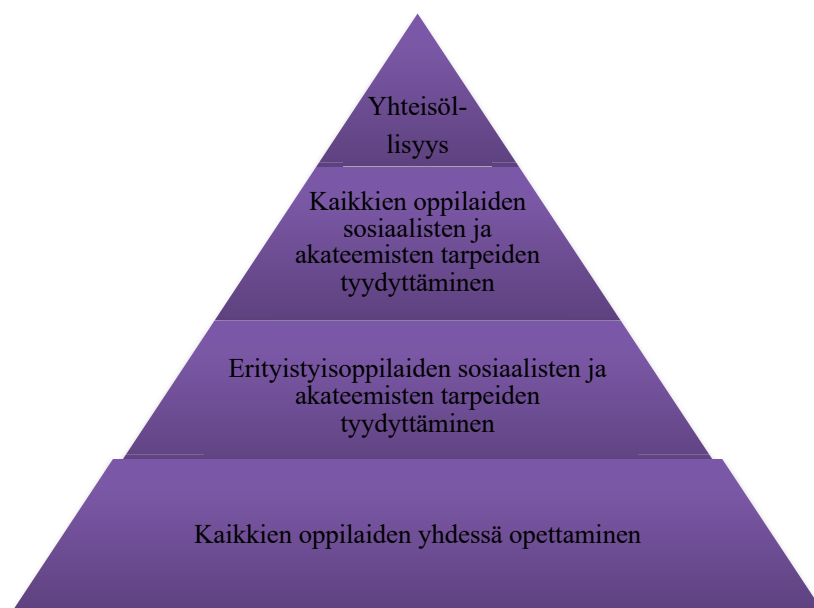 Yhteisöl-
lisyys
Kaikkien oppilaiden
sosiaalisten ja
akateemisten tarpeiden
tyydyttäminen
Erityistyisoppilaiden sosiaalisten ja
akateemisten tarpeiden
tyydyttäminen
Kaikkien oppilaiden yhdessä opettaminen